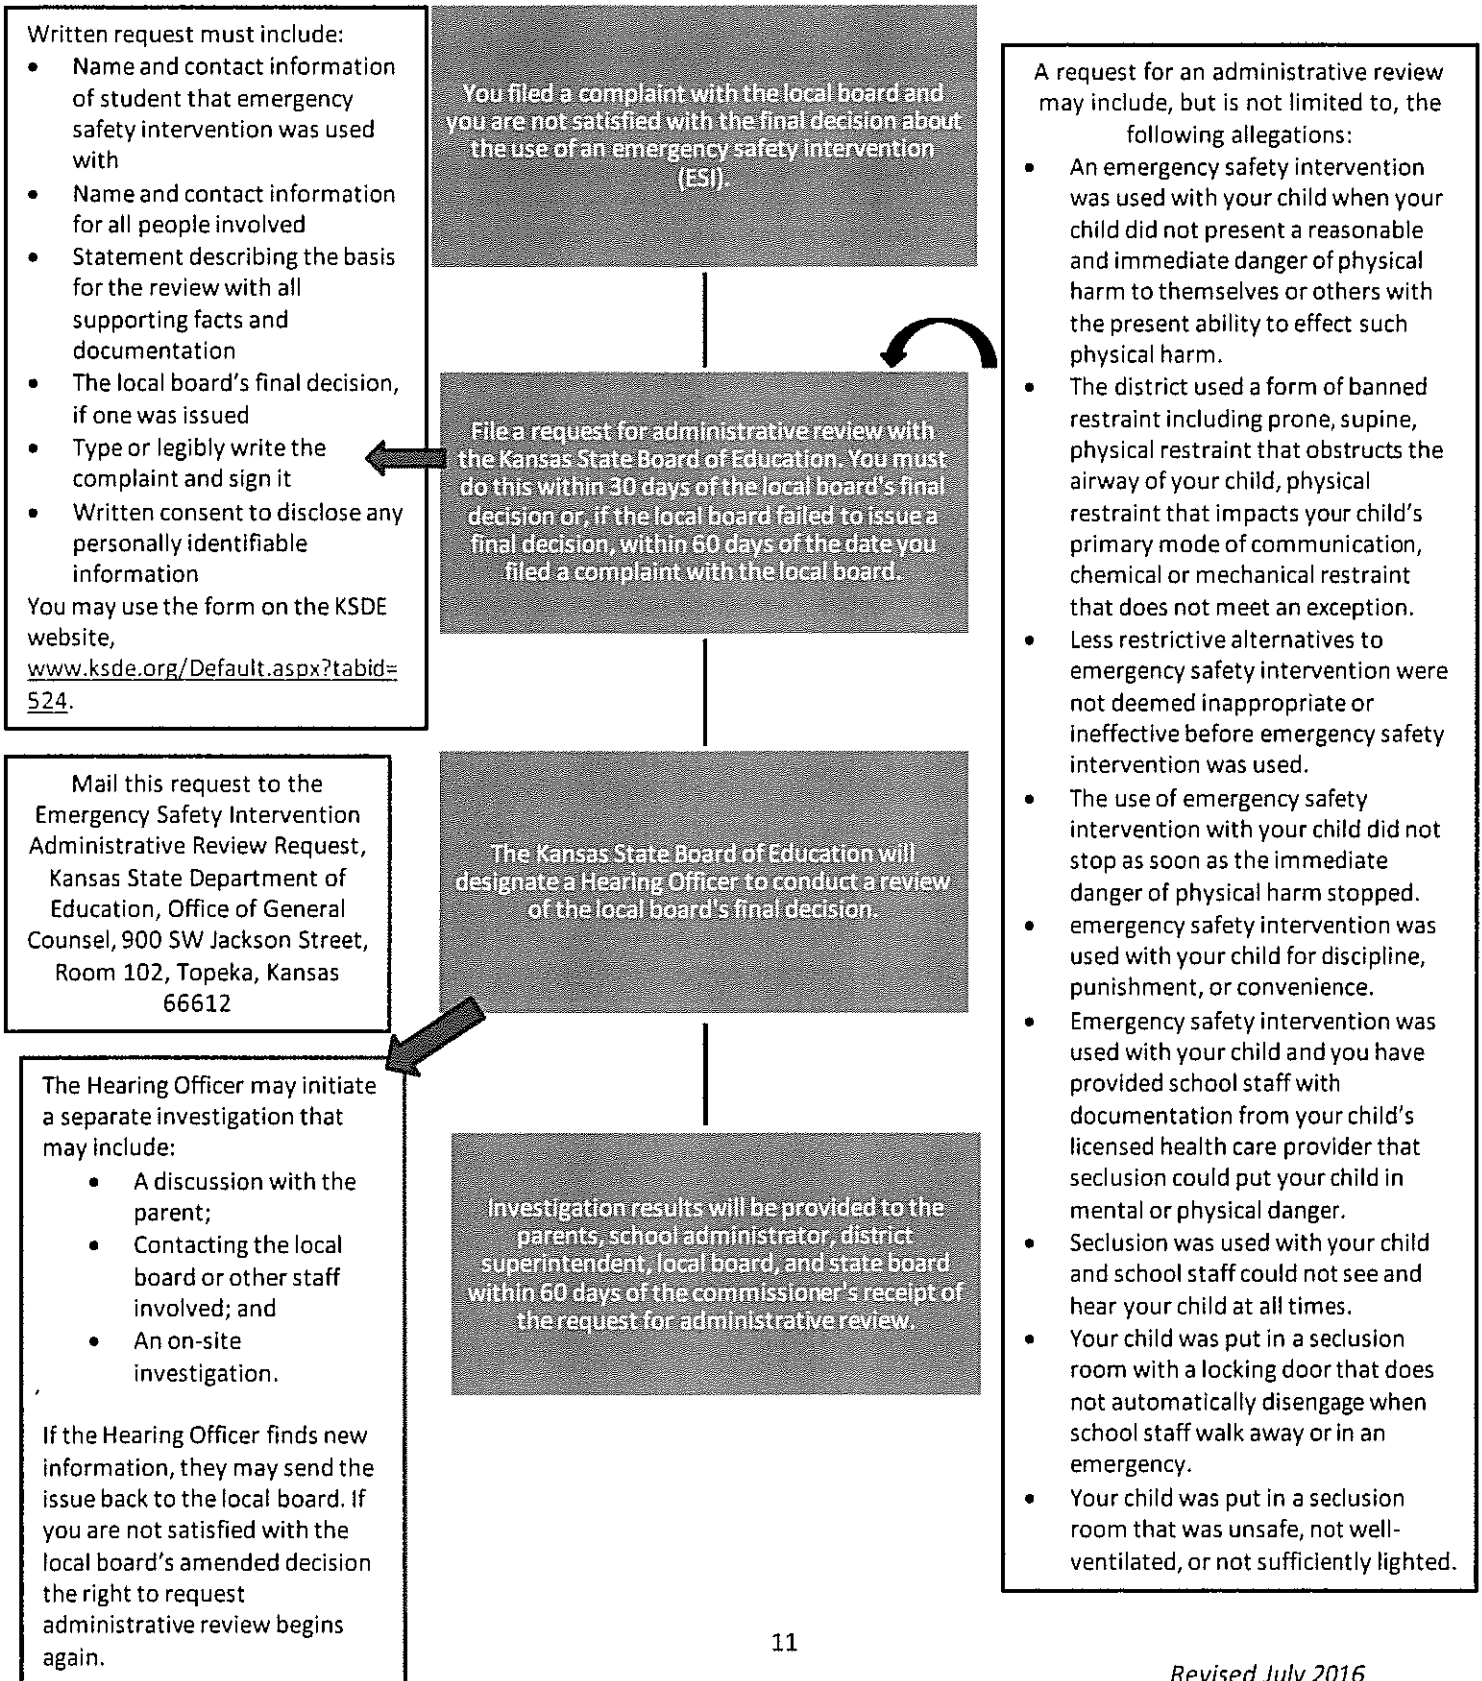 Written request must include:
• Name and contact information
of student that emergency
safety intervention was used
with
• Name and contact information
for all people involved
• Statement describing the basis
for the review with all
supporting facts and
documentation
• The local board's final decision,
if one was issued
• Type or legibly write the
complaint and sign it
• Written consent to disclose any
personally identifiable
information
You may use the form on the KSDE
website,
www.ksde.org/Default.aspx?tabid=
524.
Mail this request to the
Emergency Safety Intervention
Administrative Review Request,
Kansas State Department of
Education, Office of General
Counsel, 900 SW Jackson Street,
Room 102, Topeka, Kansas
66612
The Hearing Officer may initiate
a separate investigation that
may include:
• A discussion with the
parent;
• Contacting the local
board or other staff
involved; and
• An on-site
investigation.
If the Hearing Officer finds new
information, they may send the
issue back to the local board. If
you are not satisfied with the
local board's amended decision
the right to request
administrative review begins
again.
You filed a complaint with the local board and
you are not satisfied with the final decision about
the use of an emergency safety intervention
(ESI).
File a request for administrative review with
the Kansas State Board of Education. You must
do this within 30 days of the local board's final
decision or, if the local board failed to issue a
final decision, within 60 days of the date you
filed a complaint with the local board.
The Kansas State Board of Education will
designate a Hearing Officer to conduct a review
of the local board's final decision.
Investigation results will be provided to the
parents, school administrator, district
superintendent, local board, and state board
within 60 days of the commissioner's receipt of
the request for administrative review.
A request for an administrative review
may include, but is not limited to, the
following allegations:
• An emergency safety intervention
was used with your child when your
child did not present a reasonable
and immediate danger of physical
harm to themselves or others with
the present ability to effect such
physical harm.
• The district used a form of banned
restraint including prone, supine,
physical restraint that obstructs the
airway of your child, physical
restraint that impacts your child's
primary mode of communication,
chemical or mechanical restraint
that does not meet an exception.
• Less restrictive alternatives to
emergency safety intervention were
not deemed inappropriate or
ineffective before emergency safety
intervention was used.
• The use of emergency safety
intervention with your child did not
stop as soon as the immediate
danger of physical harm stopped.
• emergency safety intervention was
used with your child for discipline,
punishment, or convenience.
• Emergency safety intervention was
used with your child and you have
provided school staff with
documentation from your child's
licensed health care provider that
seclusion could put your child in
mental or physical danger.
• Seclusion was used with your child
and school staff could not see and
hear your child at all times.
• Your child was put in a seclusion
room with a locking door that does
not automatically disengage when
school staff walk away or in an
emergency.
• Your child was put in a seclusion
room that was unsafe, not well-
ventilated, or not sufficiently lighted.
11
Revised July 2016